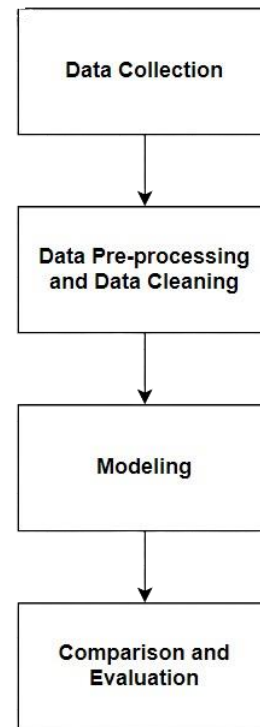 Data Collection
Data Pre-processing
and Data Cleaning
Modeling
Comparison and
Evaluation